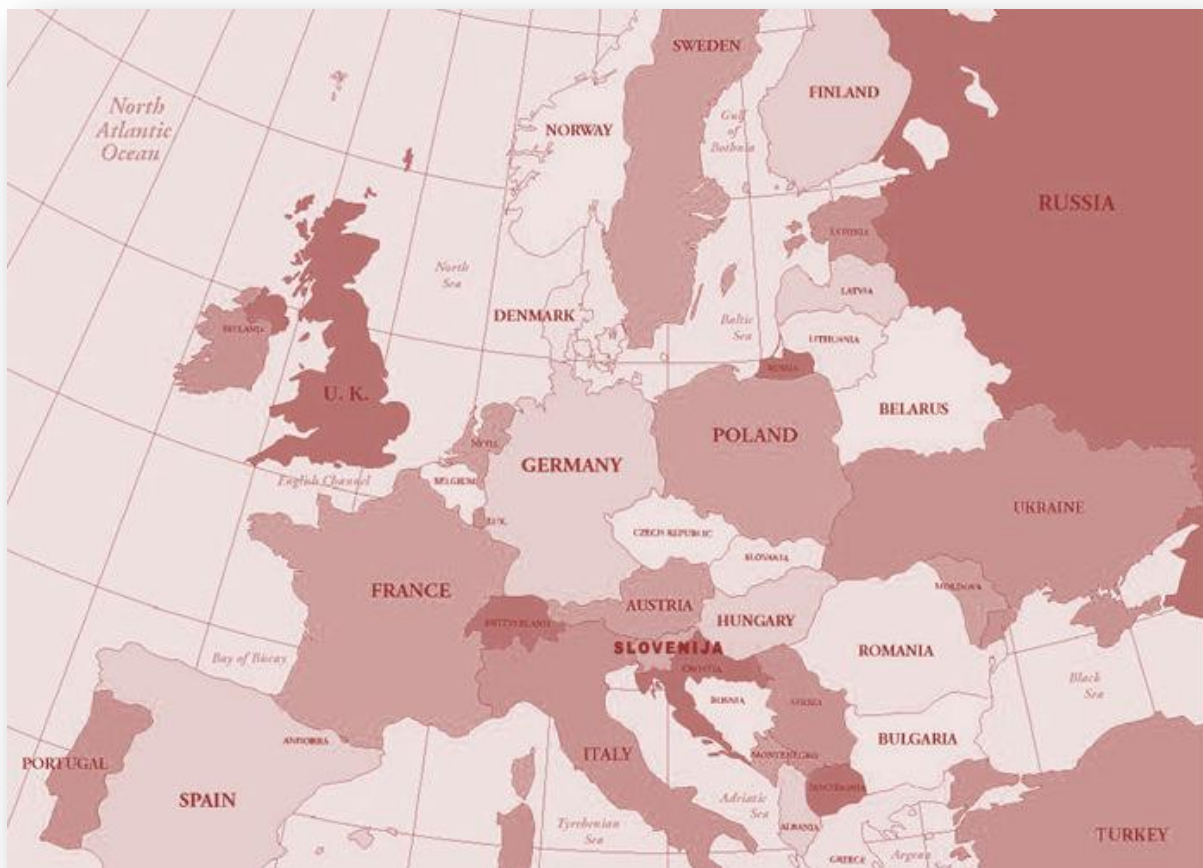 SWEDEN
FINLAND
North
Atlantic
Ocean
Gulf
of
Bothnia
NORWAY
RUSSIA
ESTONIA
North
Sea
LATVIA
DENMARK
Baltic
Sea
IRELAND
LITHUANIA
RUSSIA
U. K.
BELARUS
POLAND
NETH.
GERMANY
English Channel
BELGIUM
UKRAINE
LUX.
CZECH REPUBLIC
SLOVAKIA
MOLDOVA
FRANCE
AUSTRIA
HUNGARY
SWITZERLAND
SLOVENIJA
ROMANIA
Bay of Biscay
CROATIA
Black
Sea
BOSNIA
SERBIA
ANDORRA
BULGARIA
ITALY
MONTENEGRO
PORTUGAL
MACEDONIA
SPAIN
Adriatic
Sea
Tyrehenian
Sea
ALBANIA
TURKEY
GREECE
Aegean